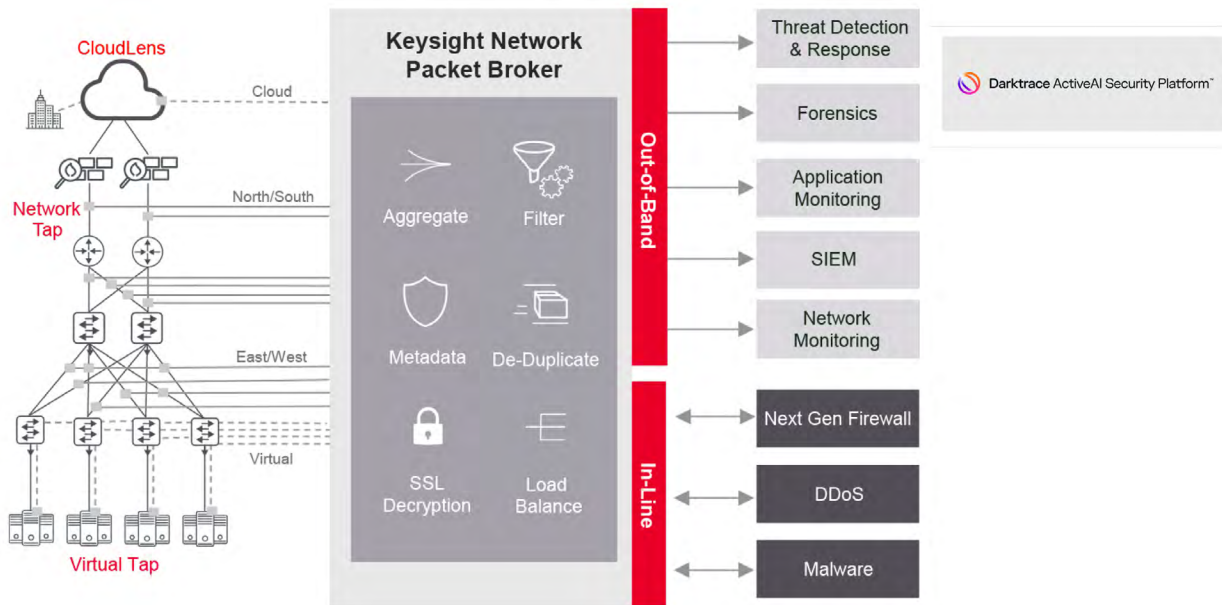 CloudLens
Cloud
Network
Tap
North/South
East/West
Virtual
Virtual Tap
Keysight Network
Packet Broker
Aggregate
Filter
Metadata
De-Duplicate
SSL
Decryption
Load
Balance
Out-of-Band
In-Line
Threat Detection
& Response
Forensics
Application
Monitoring
SIEM
Network
Monitoring
Next Gen Firewall
DDoS
Malware
Darktrace ActiveAI Security Platform™